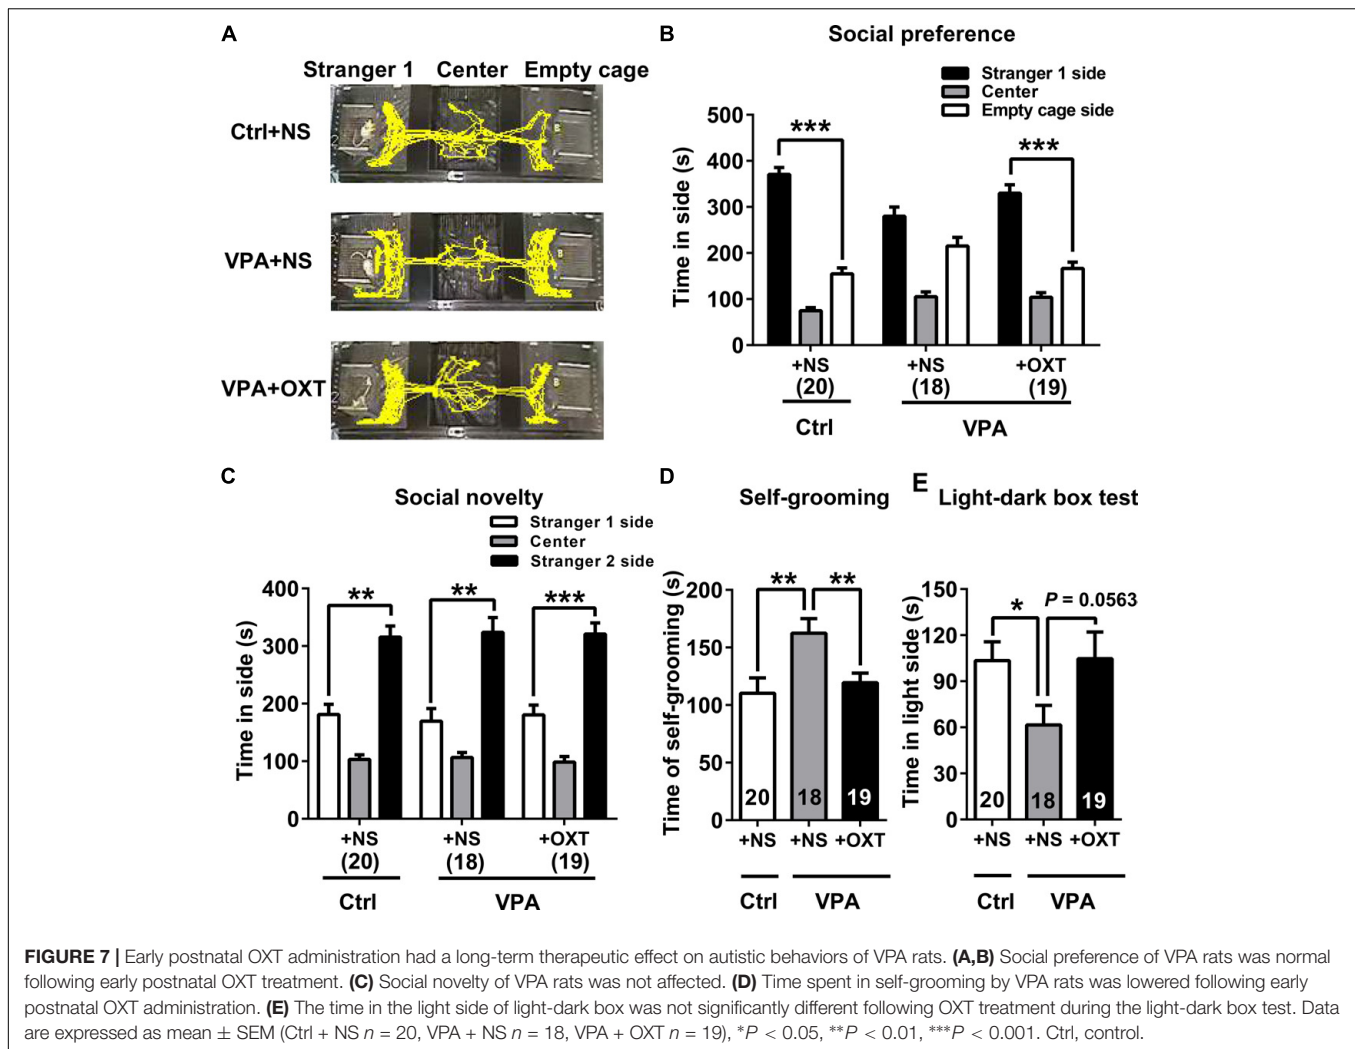 A
Stranger 1 Center Empty cage
Ctrl+NS
VPA+NS
VPA+OXT
B
Social preference
Stranger 1 side
Center
Empty cage side
Time in side (s)
500
400
300
200
100
0
*** ***
+NS +NS +OXT
(20) (18) (19)
Ctrl VPA
C
Social novelty
Stranger 1 side
Center
Stranger 2 side
Time in side (s)
400
300
200
100
0
** ** ***
+NS +NS +OXT
(20) (18) (19)
Ctrl VPA
D
Self-grooming
Time of self-grooming (s)
200
150
100
50
0
** **
20 18 19
+NS +NS +OXT
Ctrl VPA
E
Light-dark box test
Time in light side (s)
150
120
90
60
30
0
* P = 0.0563
20 18 19
+NS +NS +OXT
Ctrl VPA
FIGURE 7 | Early postnatal OXT administration had a long-term therapeutic effect on autistic behaviors of VPA rats. (A,B) Social preference of VPA rats was normal
following early postnatal OXT treatment. (C) Social novelty of VPA rats was not affected. (D) Time spent in self-grooming by VPA rats was lowered following early
postnatal OXT administration. (E) The time in the light side of light-dark box was not significantly different following OXT treatment during the light-dark box test. Data
are expressed as mean ± SEM (Ctrl + NS n = 20, VPA + NS n = 18, VPA + OXT n = 19), *P < 0.05, **P < 0.01, ***P < 0.001. Ctrl, control.